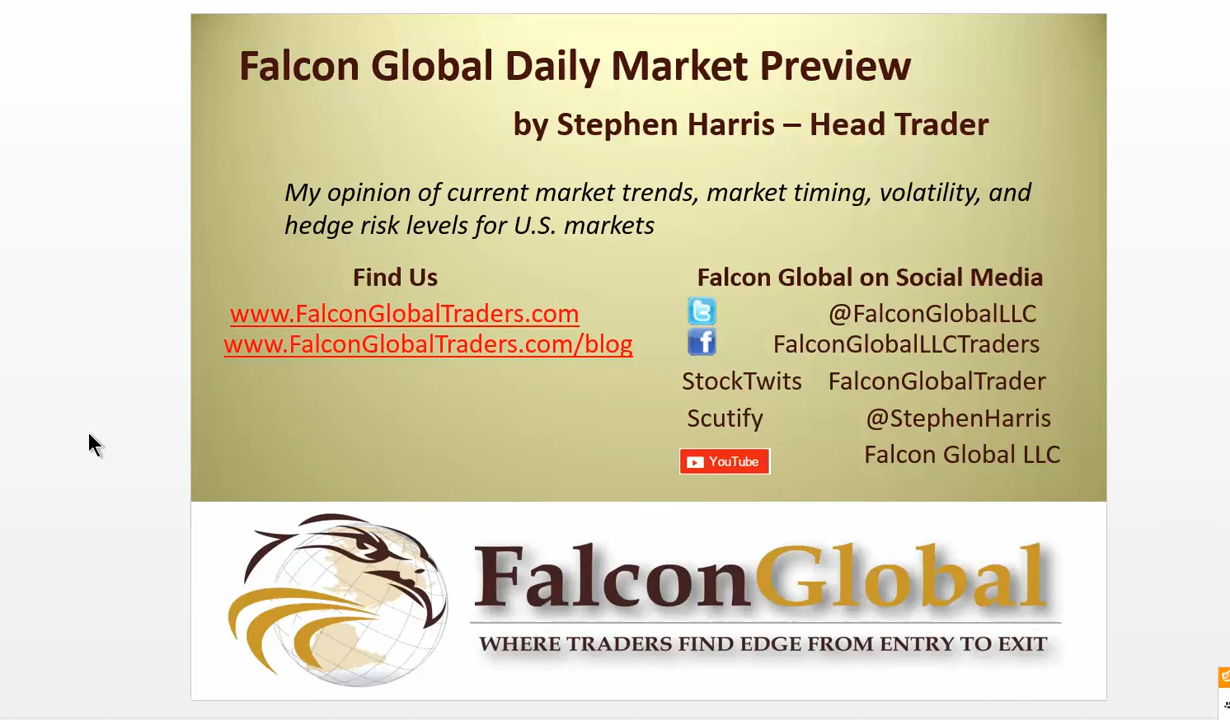 Falcon Global Daily Market Preview
by Stephen Harris – Head Trader
My opinion of current market trends, market timing, volatility, and
hedge risk levels for U.S. markets
Find Us
www.FalconGlobalTraders.com
www.FalconGlobalTraders.com/blog
Falcon Global on Social Media
@FalconGlobalLLC
FalconGlobalLLCTraders
StockTwits FalconGlobalTrader
Scutify @StephenHarris
YouTube Falcon Global LLC
FalconGlobal
WHERE TRADERS FIND EDGE FROM ENTRY TO EXIT